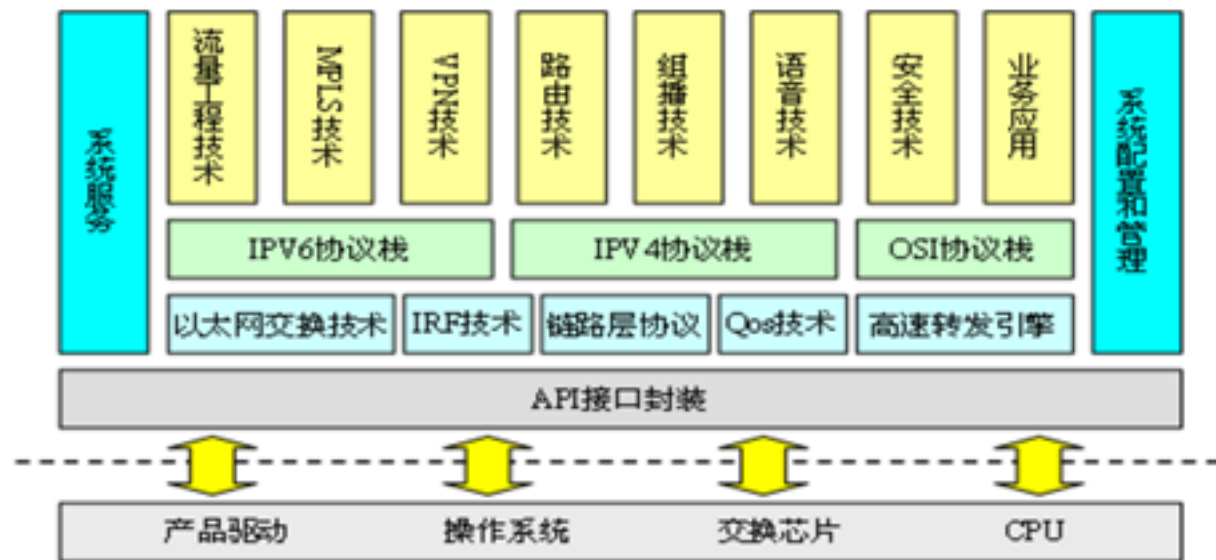 系统服务
流量工程技术
MPLS技术
VPN技术
路由技术
组播技术
语音技术
安全技术
业务应用
系统配置和管理
IPV6协议栈
IPV4协议栈
OSI协议栈
以太网交换技术
IRF技术
链路层协议
Qos技术
高速转发引擎
API接口封装
产品驱动
操作系统
交换芯片
CPU